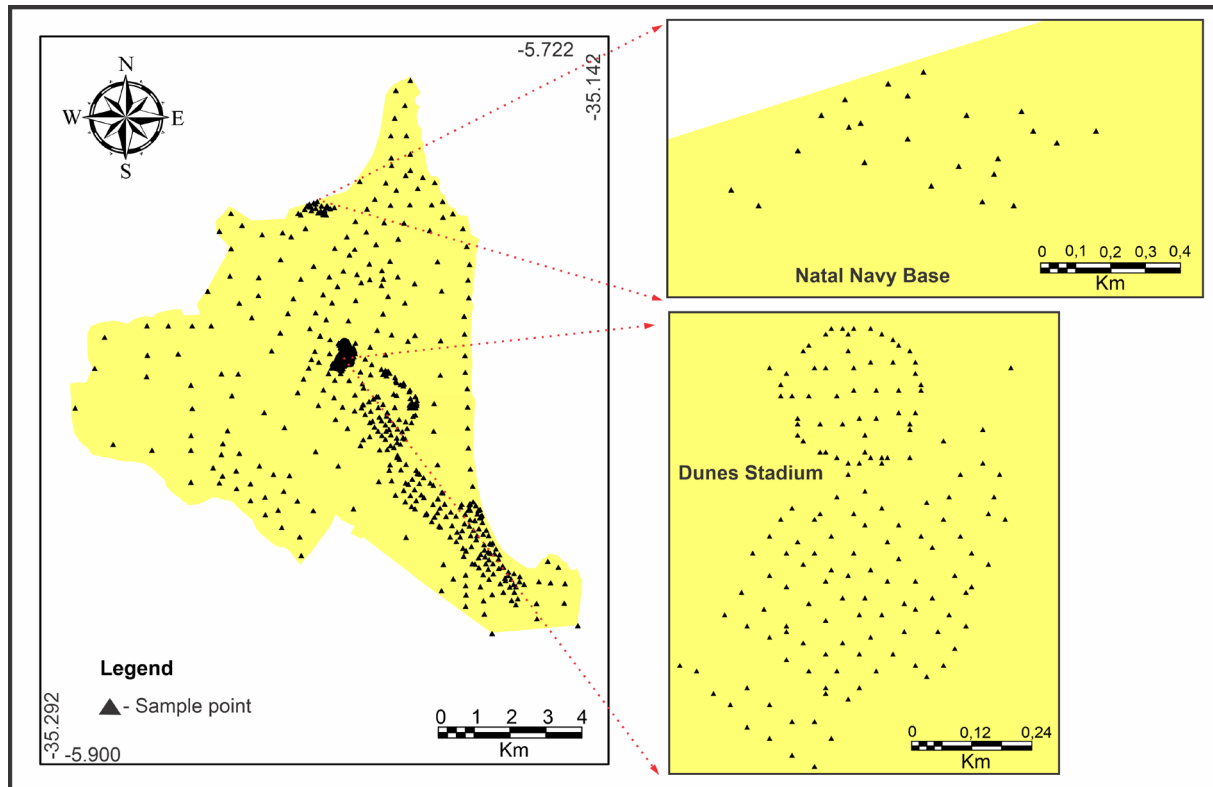 -5.722
-35.142
N
W E
S
Legend
- Sample point
-35.292
-5.900
0 1 2 3 4
Km
Natal Navy Base
0 0,1 0,2 0,3 0,4
Km
Dunes Stadium
0 0,12 0,24
Km